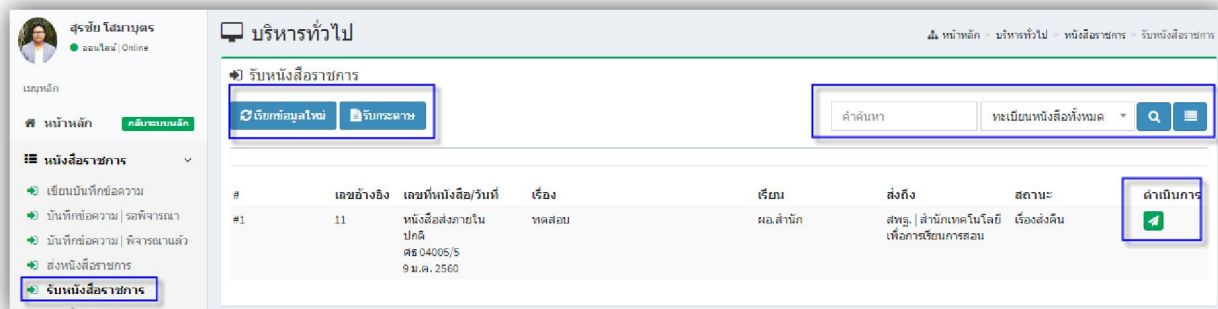 สุรชัย โสมาบุตร
ออนไลน์ | Online
เมนูหลัก
หน้าหลัก กลับระบบหลัก
หนังสือราชการ
เขียนบันทึกข้อความ
บันทึกข้อความ | รอพิจารณา
บันทึกข้อความ | พิจารณาแล้ว
ส่งหนังสือราชการ
รับหนังสือราชการ
บริหารทั่วไป
หน้าหลัก > บริหารทั่วไป > หนังสือราชการ > รับหนังสือราชการ
รับหนังสือราชการ
เรียกข้อมูลใหม่ รับกระดาษ
คำค้นหา ทะเบียนหนังสือทั้งหมด
# เลขอ้างอิง เลขที่หนังสือ/วันที่ เรื่อง เรียน ส่งถึง สถานะ ดำเนินการ
#1 11 หนังสือส่งภายใน ทดสอบ ผอ.สำนัก สพฐ. | สำนักเทคโนโลยี เรื่องส่งคืน
ปกติ เพื่อการเรียนการสอน
ศธ 04005/5
9 ม.ค. 2560